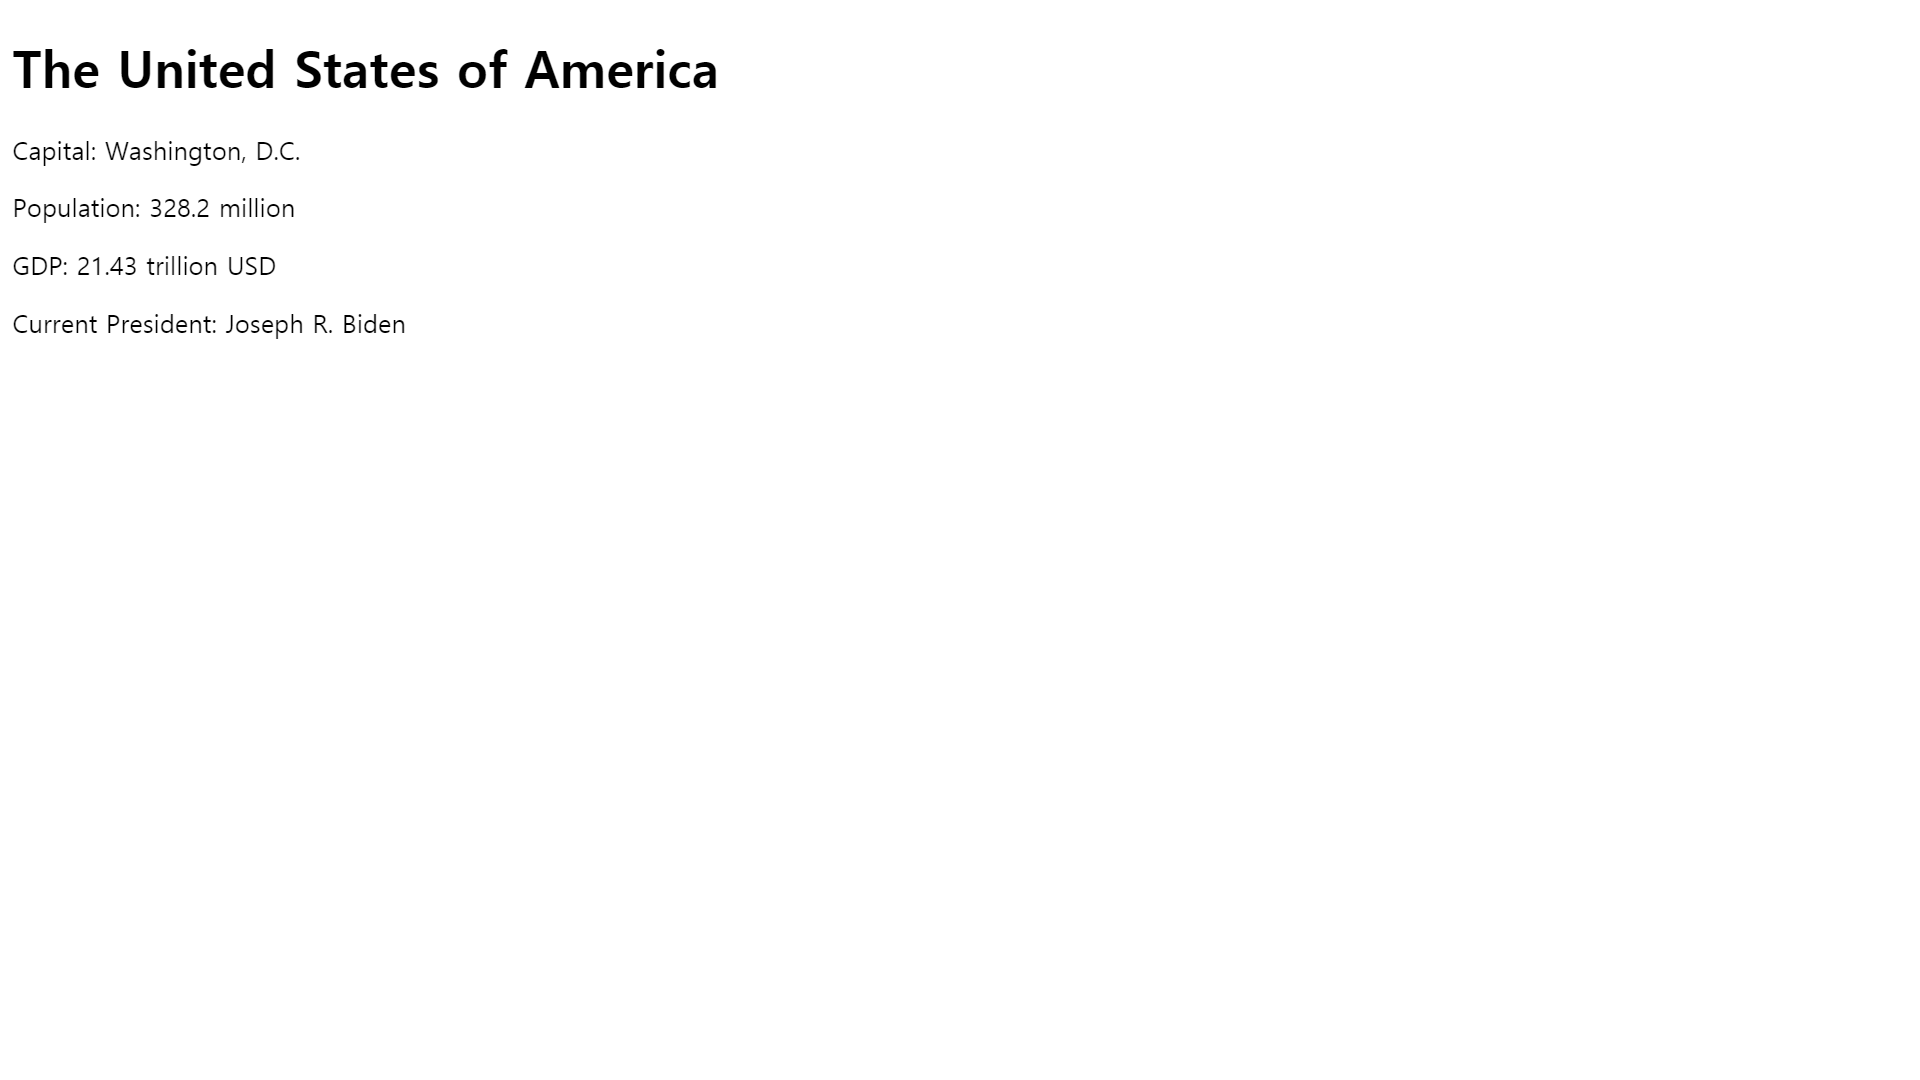 The United States of America
Capital: Washington, D.C.
Population: 328.2 million
GDP: 21.43 trillion USD
Current President: Joseph R. Biden